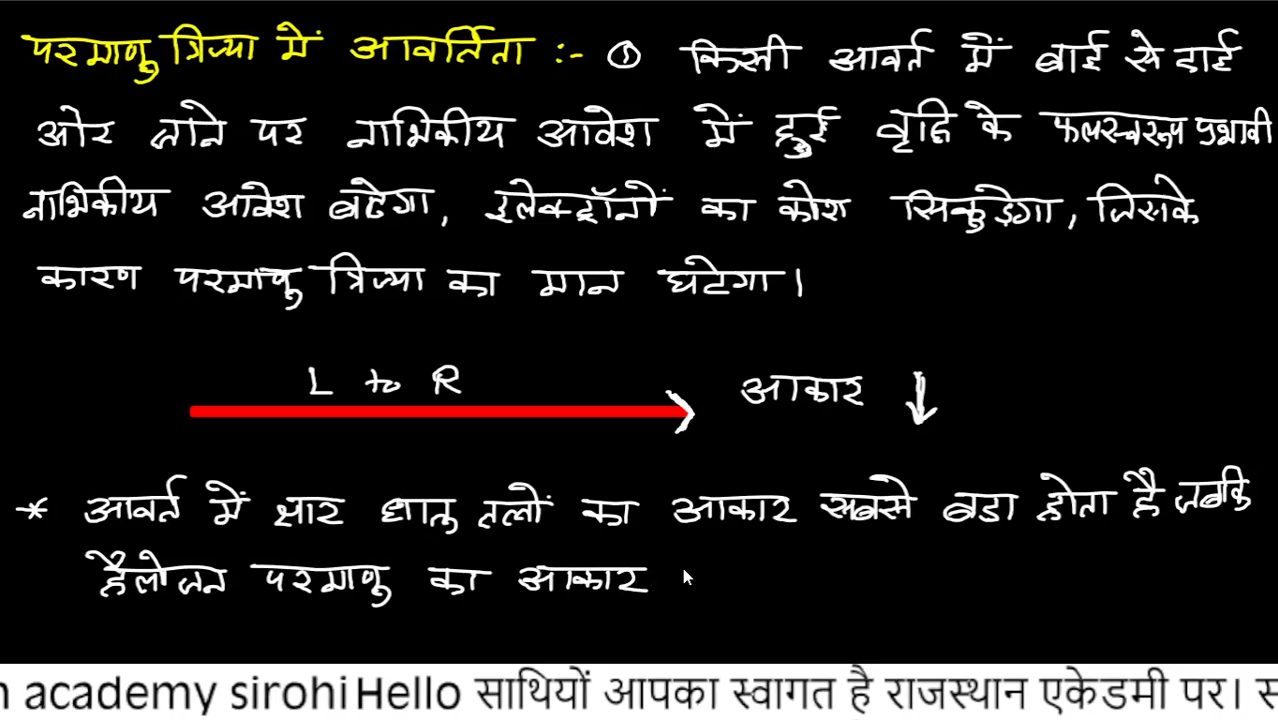 परमाणु त्रिज्या में आवर्तिता :- ① किसी आवर्त में बाई से दाई
ओर जाने पर नाभिकीय आवेश में हुई वृद्धि के फलस्वरूप प्रभावी
नाभिकीय आवेश बढेगा, इलेक्ट्रॉनों का कोश सिकुड़ेगा, जिसके
कारण परमाणु त्रिज्या का मान घटेगा।
L to R आकार ↓
* आवर्त में क्षार धातु तत्वों का आकार सबसे बडा होता है जबकि
हैलोजन परमाणु का आकार
n academy sirohi Hello साथियों आपका स्वागत है राजस्थान एकेडमी पर। स